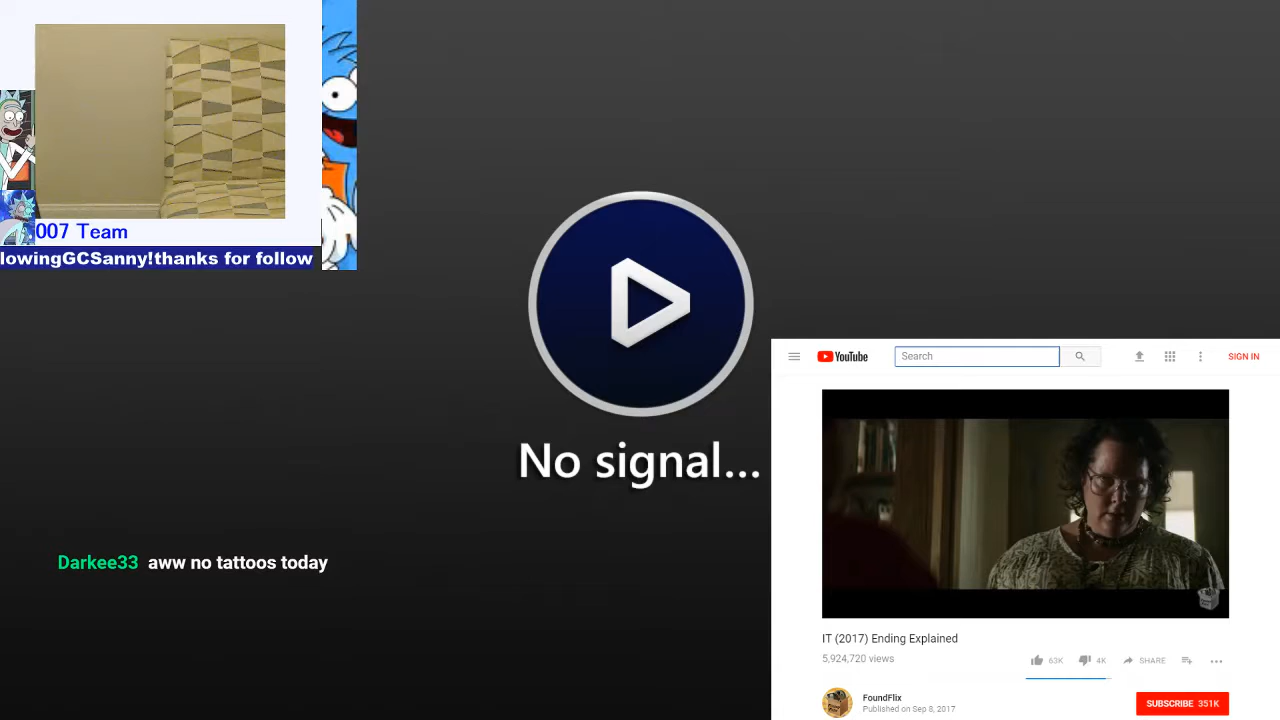 007 Team
lowingGCSanny!thanks for follow
No signal...
Darkee33 aww no tattoos today
YouTube
Search
SIGN IN
IT (2017) Ending Explained
5,924,720 views
63K
4K
SHARE
FoundFlix
Published on Sep 8, 2017
SUBSCRIBE 351K